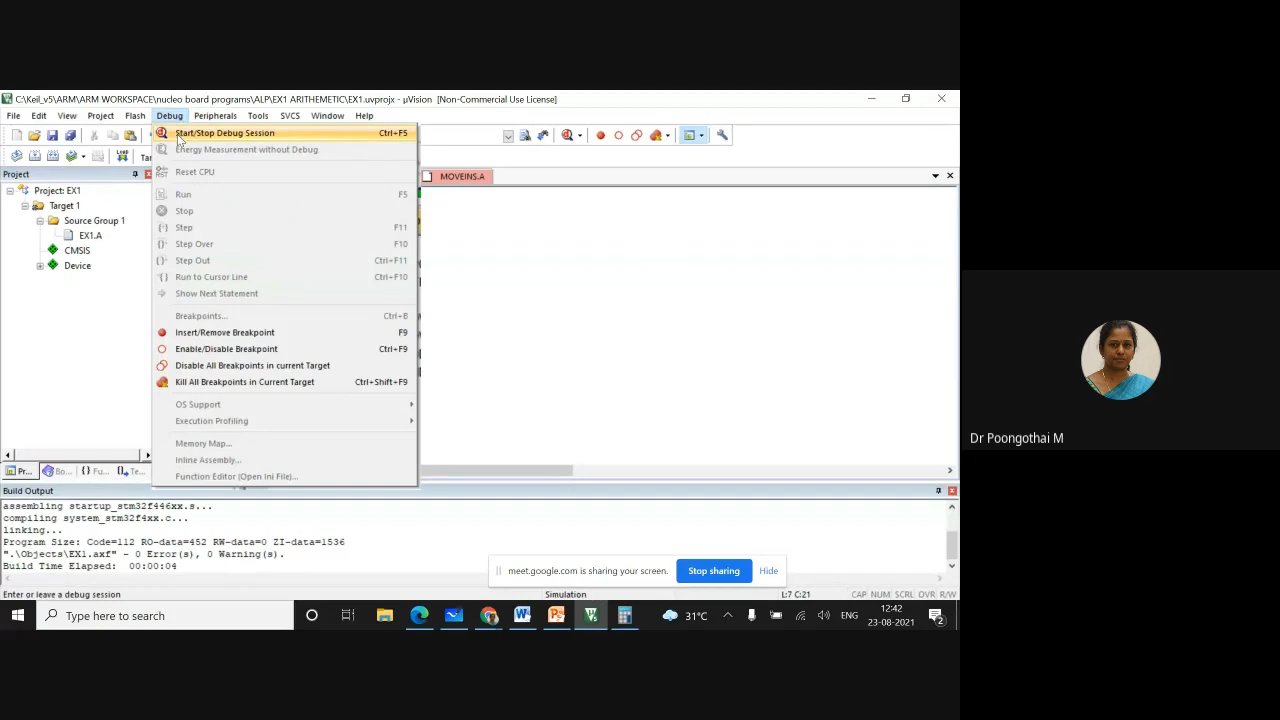 C:\Keil_v5\ARM\ARM WORKSPACE\nucleo board programs\ALP\EX1 ARITHEMETIC\EX1.uvprojx - µVision [Non-Commercial Use License]
File Edit View Project Flash Debug Peripherals Tools SVCS Window Help
Start/Stop Debug Session Ctrl+F5
Energy Measurement without Debug
Reset CPU
Run F5
Stop
Step F11
Step Over F10
Step Out Ctrl+F11
Run to Cursor Line Ctrl+F10
Show Next Statement
Breakpoints... Ctrl+B
Insert/Remove Breakpoint F9
Enable/Disable Breakpoint Ctrl+F9
Disable All Breakpoints in current Target
Kill All Breakpoints in Current Target Ctrl+Shift+F9
OS Support
Execution Profiling
Memory Map...
Inline Assembly...
Function Editor (Open Ini File)...
LOAD
Tar
Project
Project: EX1
Target 1
Source Group 1
EX1.A
CMSIS
Device
Pr... Bo... {} Fu... Te...
MOVEINS.A
Build Output
assembling startup_stm32f446xx.s...
compiling system_stm32f4xx.c...
linking...
Program Size: Code=112 RO-data=452 RW-data=0 ZI-data=1536
".\Objects\EX1.axf" - 0 Error(s), 0 Warning(s).
Build Time Elapsed: 00:00:04
meet.google.com is sharing your screen. Stop sharing Hide
Enter or leave a debug session Simulation L:7 C:21 CAP NUM SCRL OVR R/W
Type here to search 31°C ENG 12:42
23-08-2021
2
Dr Poongothai M